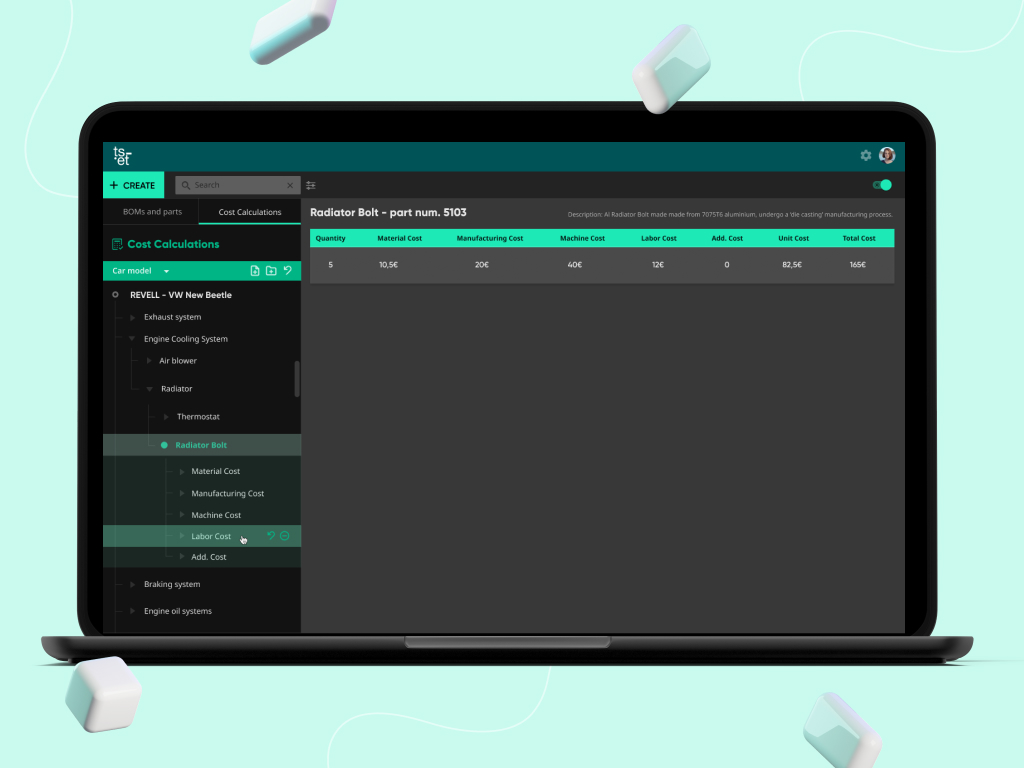 ts-
et
+ CREATE
Search
BOMs and parts
Cost Calculations
Cost Calculations
Car model
REVELL - VW New Beetle
Exhaust system
Engine Cooling System
Air blower
Radiator
Thermostat
Radiator Bolt
Material Cost
Manufacturing Cost
Machine Cost
Labor Cost
Add. Cost
Braking system
Engine oil systems
Radiator Bolt - part num. 5103
Description: Al Radiator Bolt made made from 7075T6 aluminium, undergo a 'die casting' manufacturing process.
Quantity Material Cost Manufacturing Cost Machine Cost Labor Cost Add. Cost Unit Cost Total Cost
5 10,5€ 20€ 40€ 12€ 0 82,5€ 165€